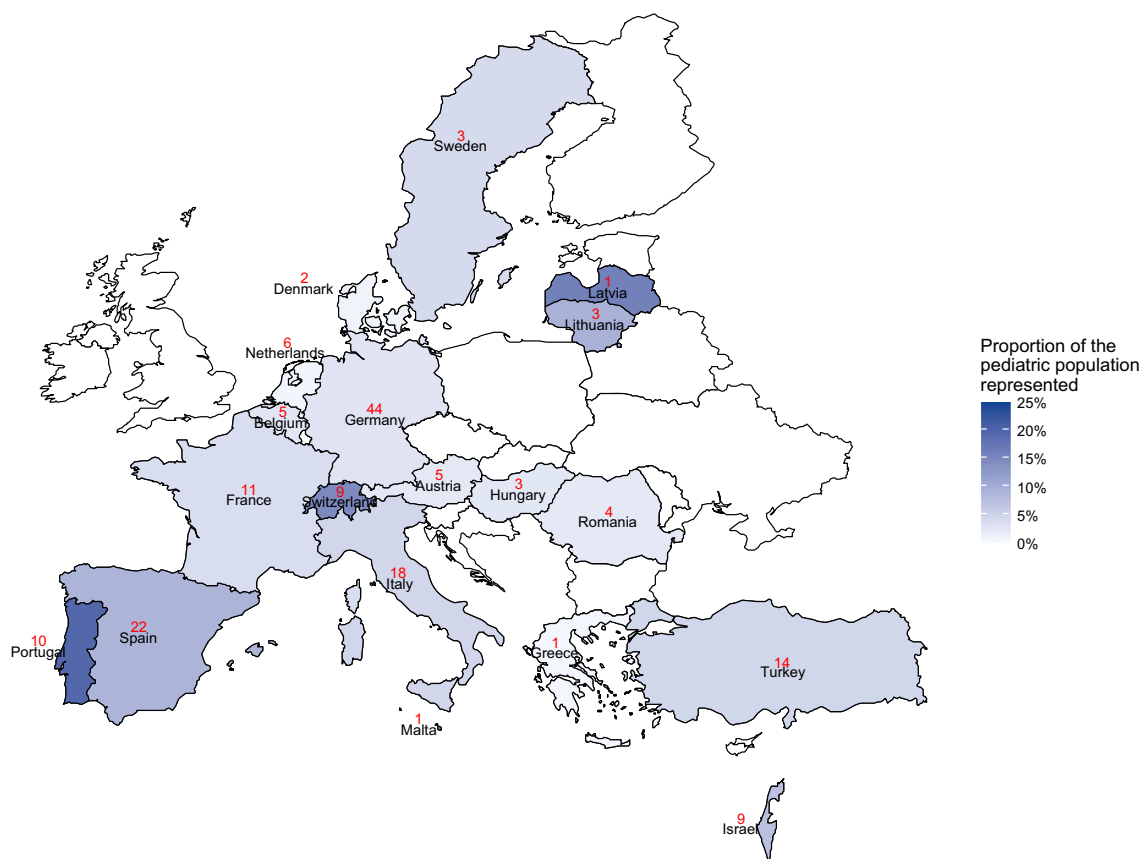 3
Sweden
2
Denmark
1
Latvia
3
Lithuania
6
Netherlands
Proportion of the
pediatric population
represented
25%
20%
15%
10%
5%
0%
5
Belgium
44
Germany
11
France
9
Switzerland
5
Austria
3
Hungary
4
Romania
18
Italy
10
Portugal
22
Spain
1
Greece
14
Turkey
1
Malta
9
Israel